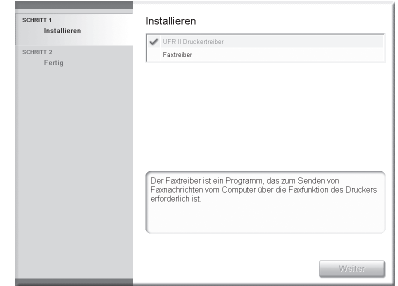 SCHRITT 1
Installieren
SCHRITT 2
Fertig
Installieren
UFR II Druckertreiber
Faxtreiber
Der Faxtreiber ist ein Programm, das zum Senden von
Faxnachrichten vom Computer über die Faxfunktion des Druckers
erforderlich ist.
Weiter